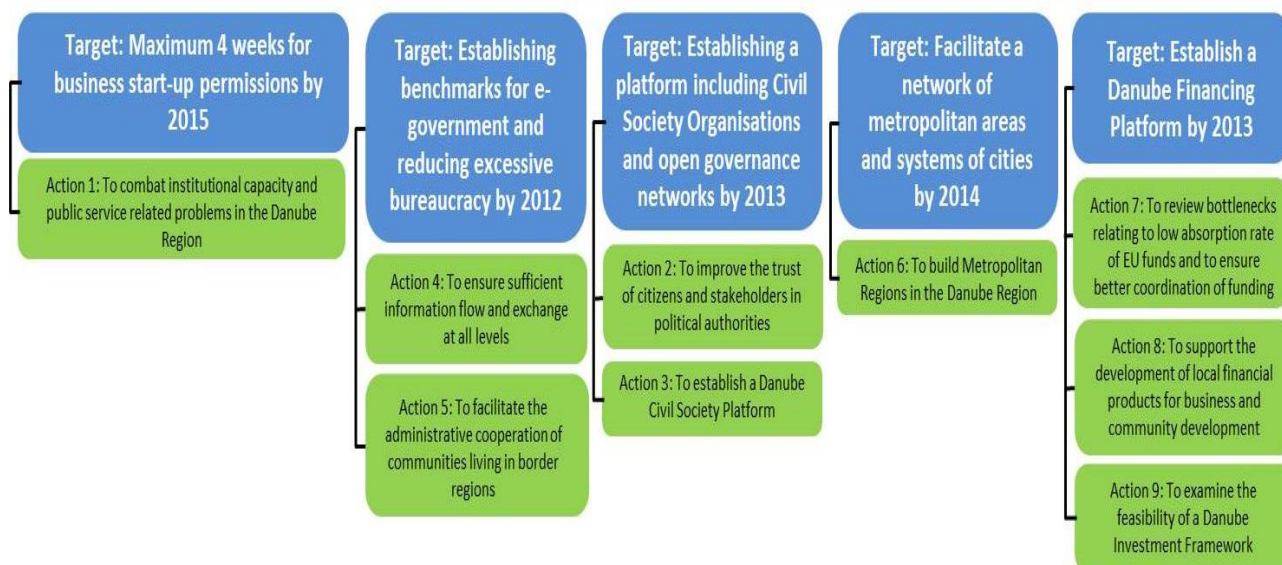 Target: Maximum 4 weeks for
business start-up permissions by
2015
Action 1: To combat institutional capacity and
public service related problems in the Danube
Region
Target: Establishing
benchmarks for e-
government and
reducing excessive
bureaucracy by 2012
Action 4: To ensure sufficient
information flow and exchange
at all levels
Action 5: To facilitate the
administrative cooperation of
communities living in border
regions
Target: Establishing a
platform including Civil
Society Organisations
and open governance
networks by 2013
Action 2: To improve the trust
of citizens and stakeholders in
political authorities
Action 3: To establish a Danube
Civil Society Platform
Target: Facilitate a
network of
metropolitan areas
and systems of cities
by 2014
Action 6: To build Metropolitan
Regions in the Danube Region
Target: Establish a
Danube Financing
Platform by 2013
Action 7: To review bottlenecks
relating to low absorption rate
of EU funds and to ensure
better coordination of funding
Action 8: To support the
development of local financial
products for business and
community development
Action 9: To examine the
feasibility of a Danube
Investment Framework